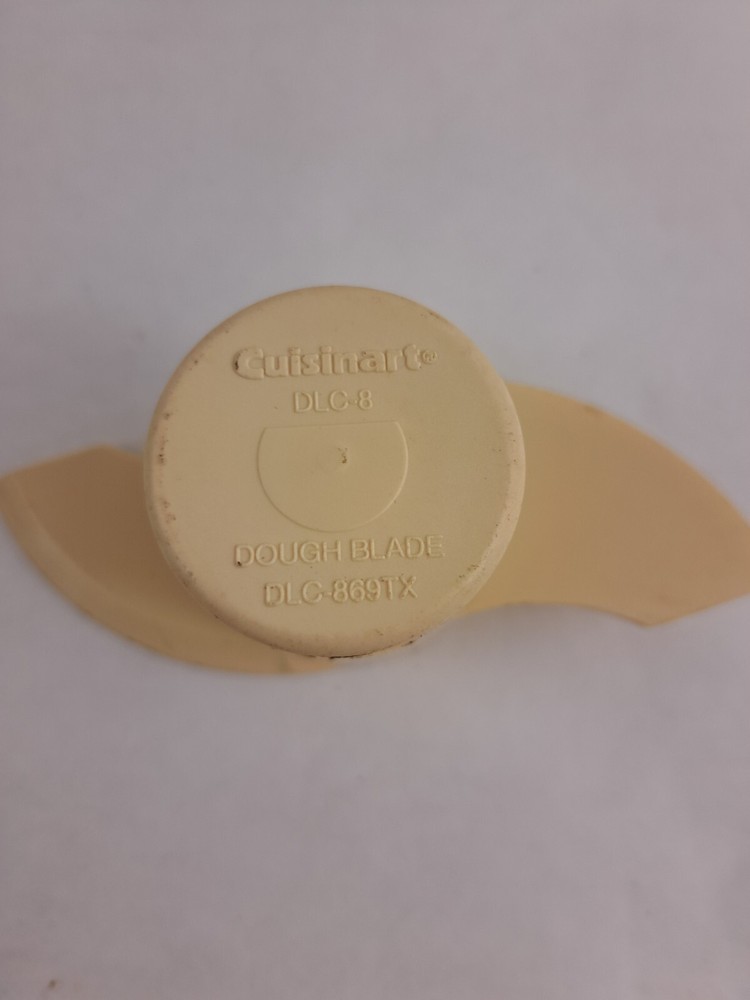 Cuisinart®
DLC-8
DOUGH BLADE
DLC-869TX